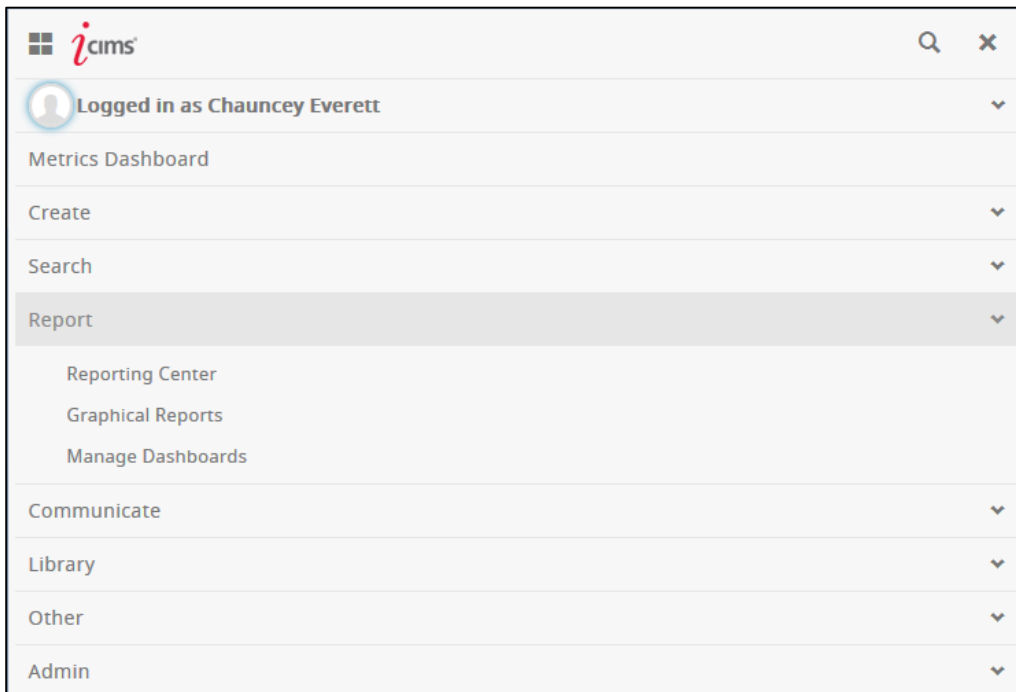 icims
Logged in as Chauncey Everett
Metrics Dashboard
Create
Search
Report
Reporting Center
Graphical Reports
Manage Dashboards
Communicate
Library
Other
Admin